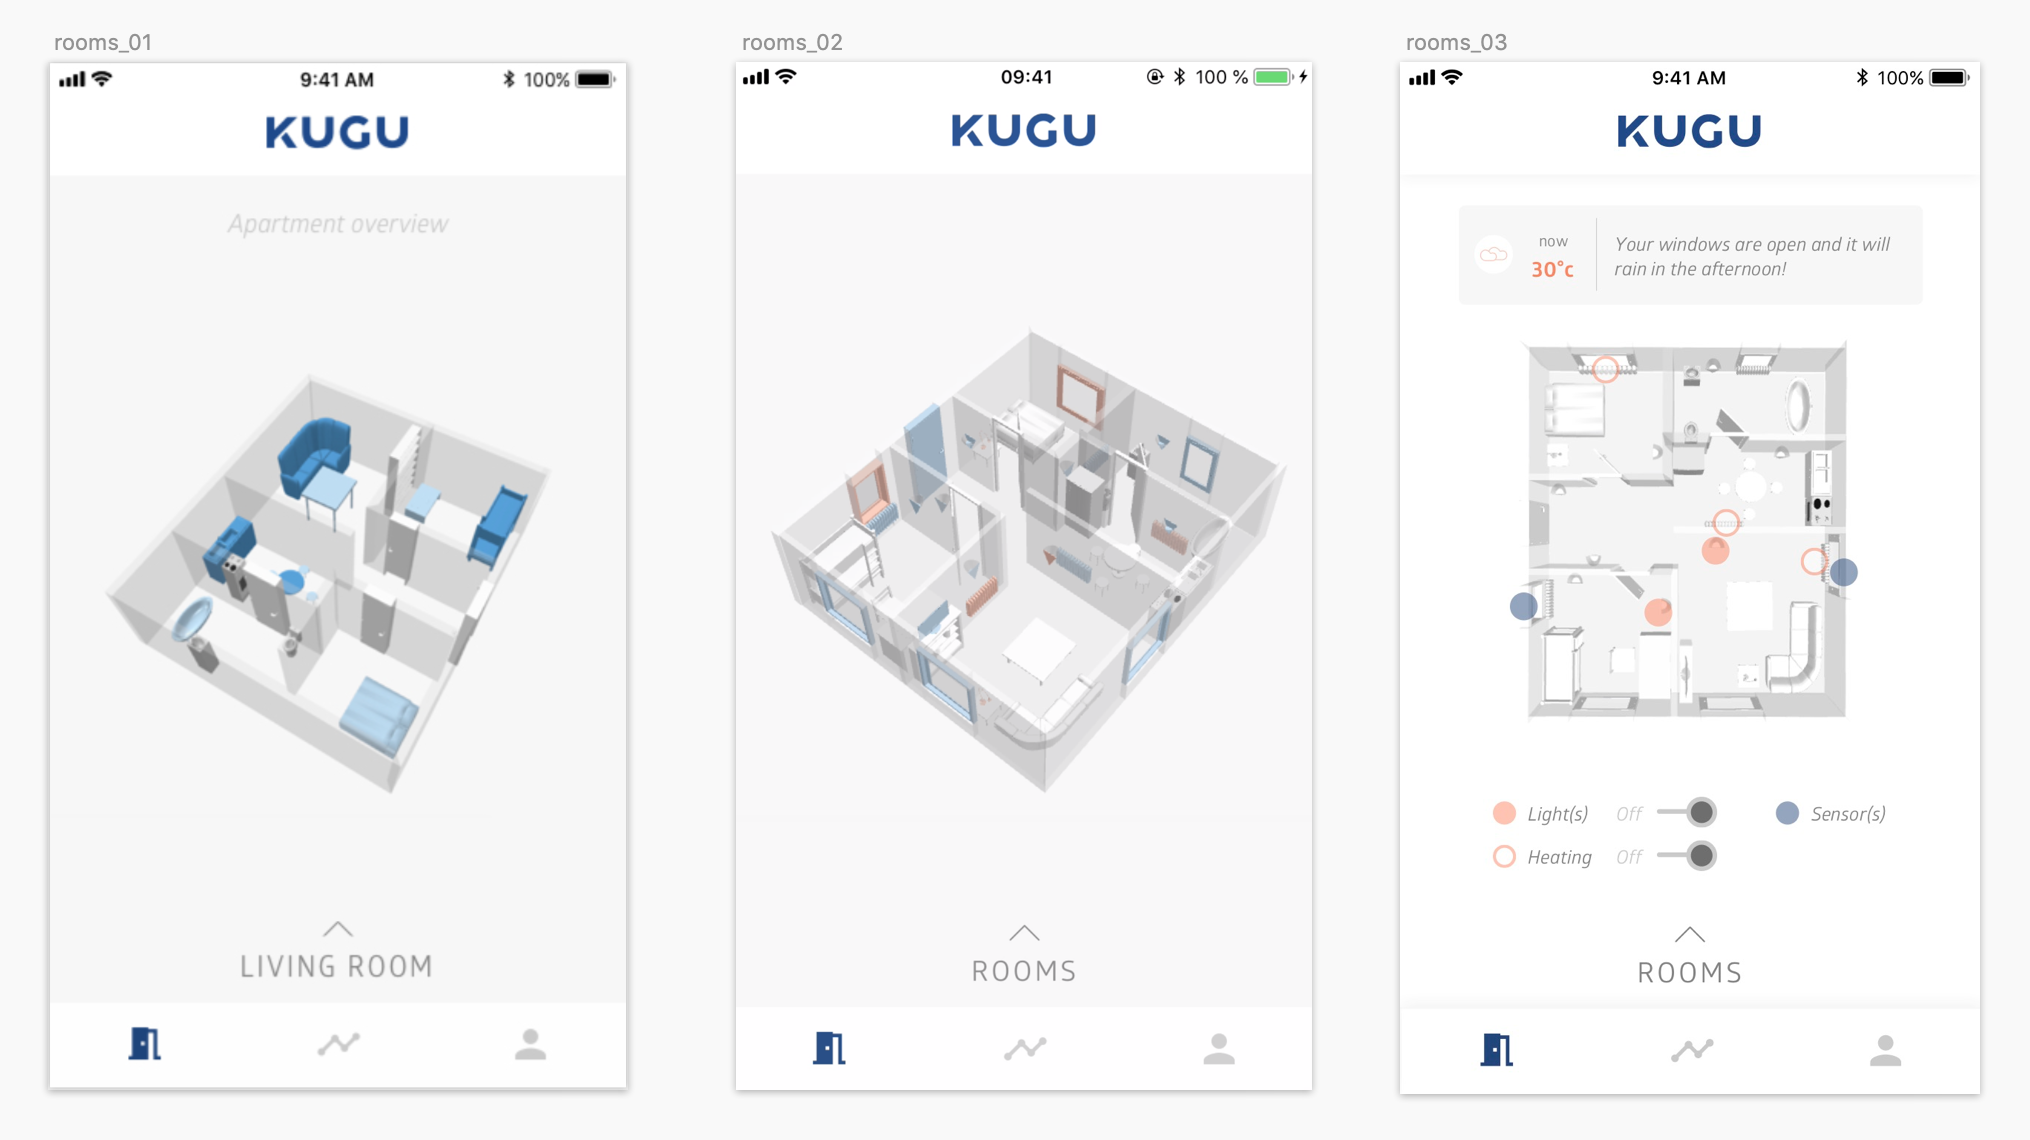 rooms_01
9:41 AM
100%
KUGU
Apartment overview
LIVING ROOM
rooms_02
09:41
100 %
KUGU
ROOMS
rooms_03
9:41 AM
100%
KUGU
now
30°c
Your windows are open and it will
rain in the afternoon!
Light(s) Off
Sensor(s)
Heating Off
ROOMS